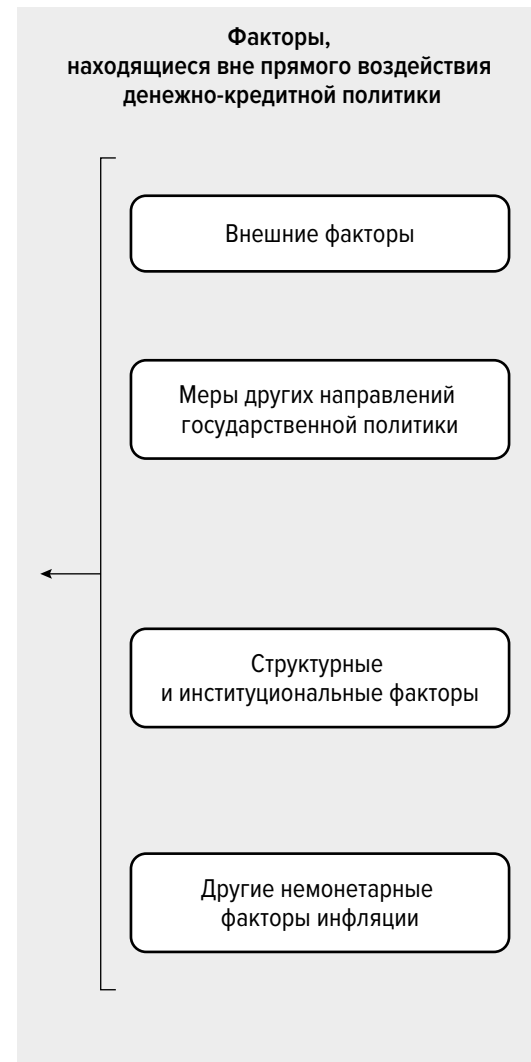 Факторы,
находящиеся вне прямого воздействия
денежно-кредитной политики
Внешние факторы
Меры других направлений
государственной политики
Структурные
и институциональные факторы
Другие немонетарные
факторы инфляции